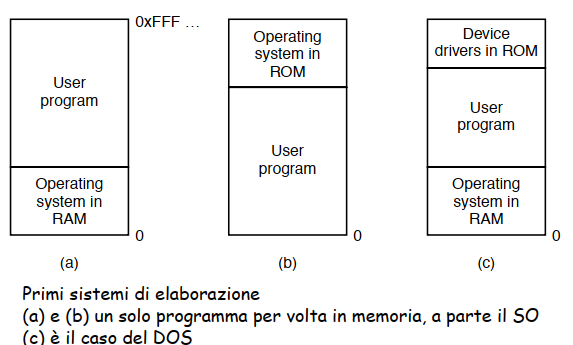 0xFFF ...
User
program
Operating
system in
RAM
0
(a)
Operating
system in
ROM
User
program
0
(b)
Device
drivers in ROM
User
program
Operating
system in
RAM
0
(c)
Primi sistemi di elaborazione
(a) e (b) un solo programma per volta in memoria, a parte il SO
(c) è il caso del DOS